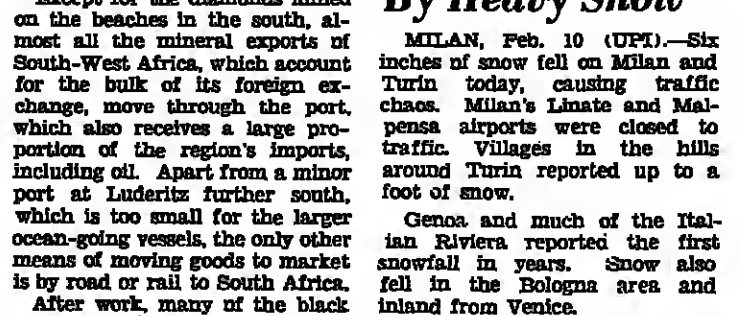 Except for the diamonds mined
on the beaches in the south, al-
most all the mineral exports of
South-West Africa, which account
for the bulk of its foreign ex-
change, move through the port,
which also receives a large pro-
portion of the region's imports,
including oil. Apart from a minor
port at Luderitz further south,
which is too small for the larger
ocean-going vessels, the only other
means of moving goods to market
is by road or rail to South Africa.
After work, many of the black
By Heavy Snow
MILAN, Feb. 10 (UPI).—Six
inches of snow fell on Milan and
Turin today, causing traffic
chaos. Milan's Linate and Mal-
pensa airports were closed to
traffic. Villages in the hills
around Turin reported up to a
foot of snow.
Genoa and much of the Ital-
ian Riviera reported the first
snowfall in years. Snow also
fell in the Bologna area and
inland from Venice.